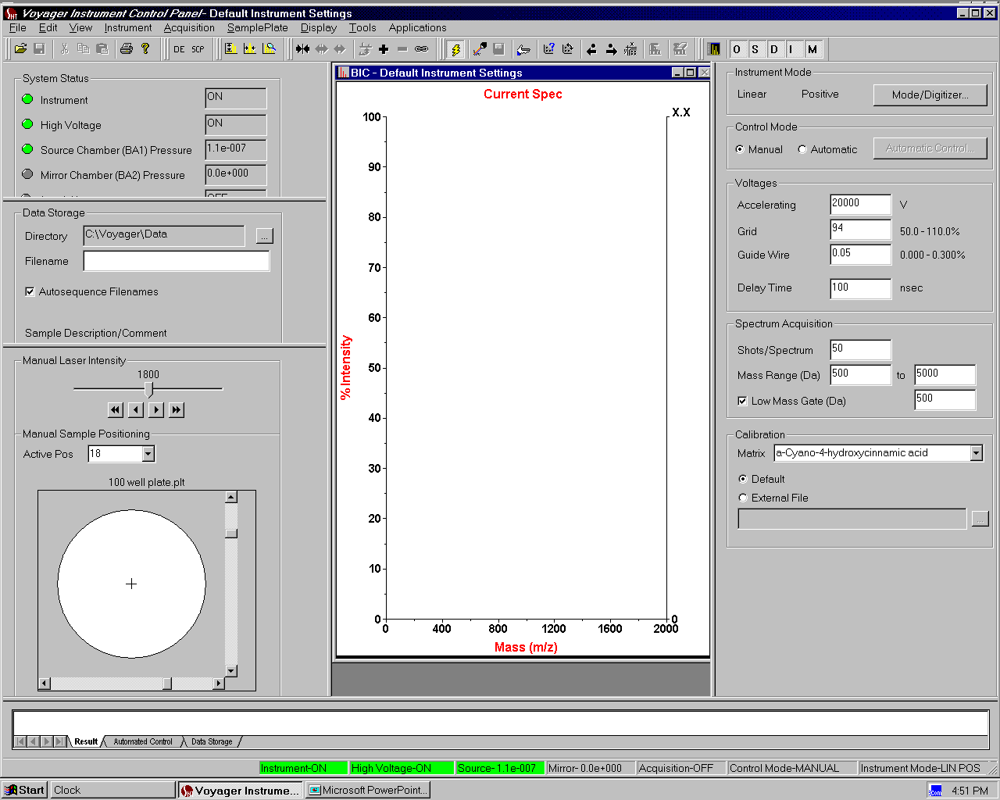 Voyager Instrument Control Panel- Default Instrument Settings
File Edit View Instrument Acquisition SamplePlate Display Tools Applications
DE SCP O S D I M
System Status
Instrument ON
High Voltage ON
Source Chamber (BA1) Pressure 1.1e-007
Mirror Chamber (BA2) Pressure 0.0e+000
Data Storage
Directory C:\Voyager\Data ...
Filename
Autosequence Filenames
Sample Description/Comment
Manual Laser Intensity
1800
Manual Sample Positioning
Active Pos 18
100 well plate.plt
BIC - Default Instrument Settings
Current Spec
X.X
100
90
80
70
60
50
40
30
20
10
0
0
% Intensity
0 400 800 1200 1600 2000
Mass (m/z)
Instrument Mode
Linear Positive Mode/Digitizer...
Control Mode
Manual Automatic Automatic Control...
Voltages
Accelerating 20000 V
Grid 94 50.0 - 110.0%
Guide Wire 0.05 0.000 - 0.300%
Delay Time 100 nsec
Spectrum Acquisition
Shots/Spectrum 50
Mass Range (Da) 500 to 5000
Low Mass Gate (Da) 500
Calibration
Matrix a-Cyano-4-hydroxycinnamic acid
Default
External File
...
Result Automated Control Data Storage
Instrument-ON High Voltage-ON Source- 1.1e-007 Mirror- 0.0e+000 Acquisition-OFF Control Mode-MANUAL Instrument Mode-LIN POS
Start Clock Voyager Instrume... Microsoft PowerPoint... 4:51 PM